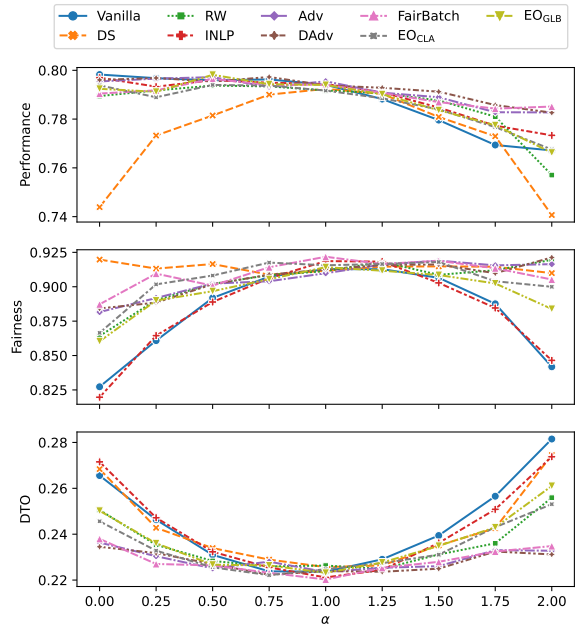 Vanilla RW Adv FairBatch EO_GLB
DS INLP DAdv EO_CLA
0.80
0.78
0.76
0.74
Performance
0.925
0.900
0.875
0.850
0.825
Fairness
0.28
0.26
0.24
0.22
DTO
0.00 0.25 0.50 0.75 1.00 1.25 1.50 1.75 2.00
α